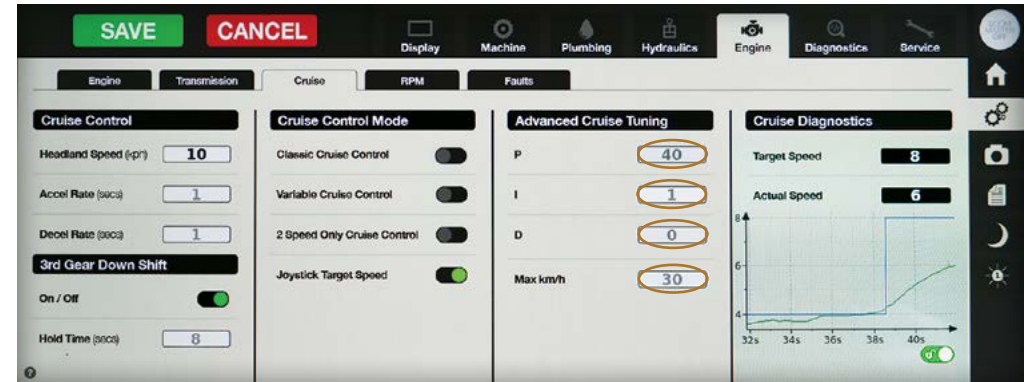 SAVE
CANCEL
Display
Machine
Plumbing
Hydraulics
Engine
Diagnostics
Service
Engine
Transmission
Cruise
RPM
Faults
Cruise Control
Headland Speed (kph)
10
Accel Rate (secs)
1
Decel Rate (secs)
1
3rd Gear Down Shift
On / Off
Hold Time (secs)
8
Cruise Control Mode
Classic Cruise Control
Variable Cruise Control
2 Speed Only Cruise Control
Joystick Target Speed
Advanced Cruise Tuning
P
40
I
1
D
0
Max km/h
30
Cruise Diagnostics
Target Speed
8
Actual Speed
6
8
6
4
32s
34s
36s
38s
40s